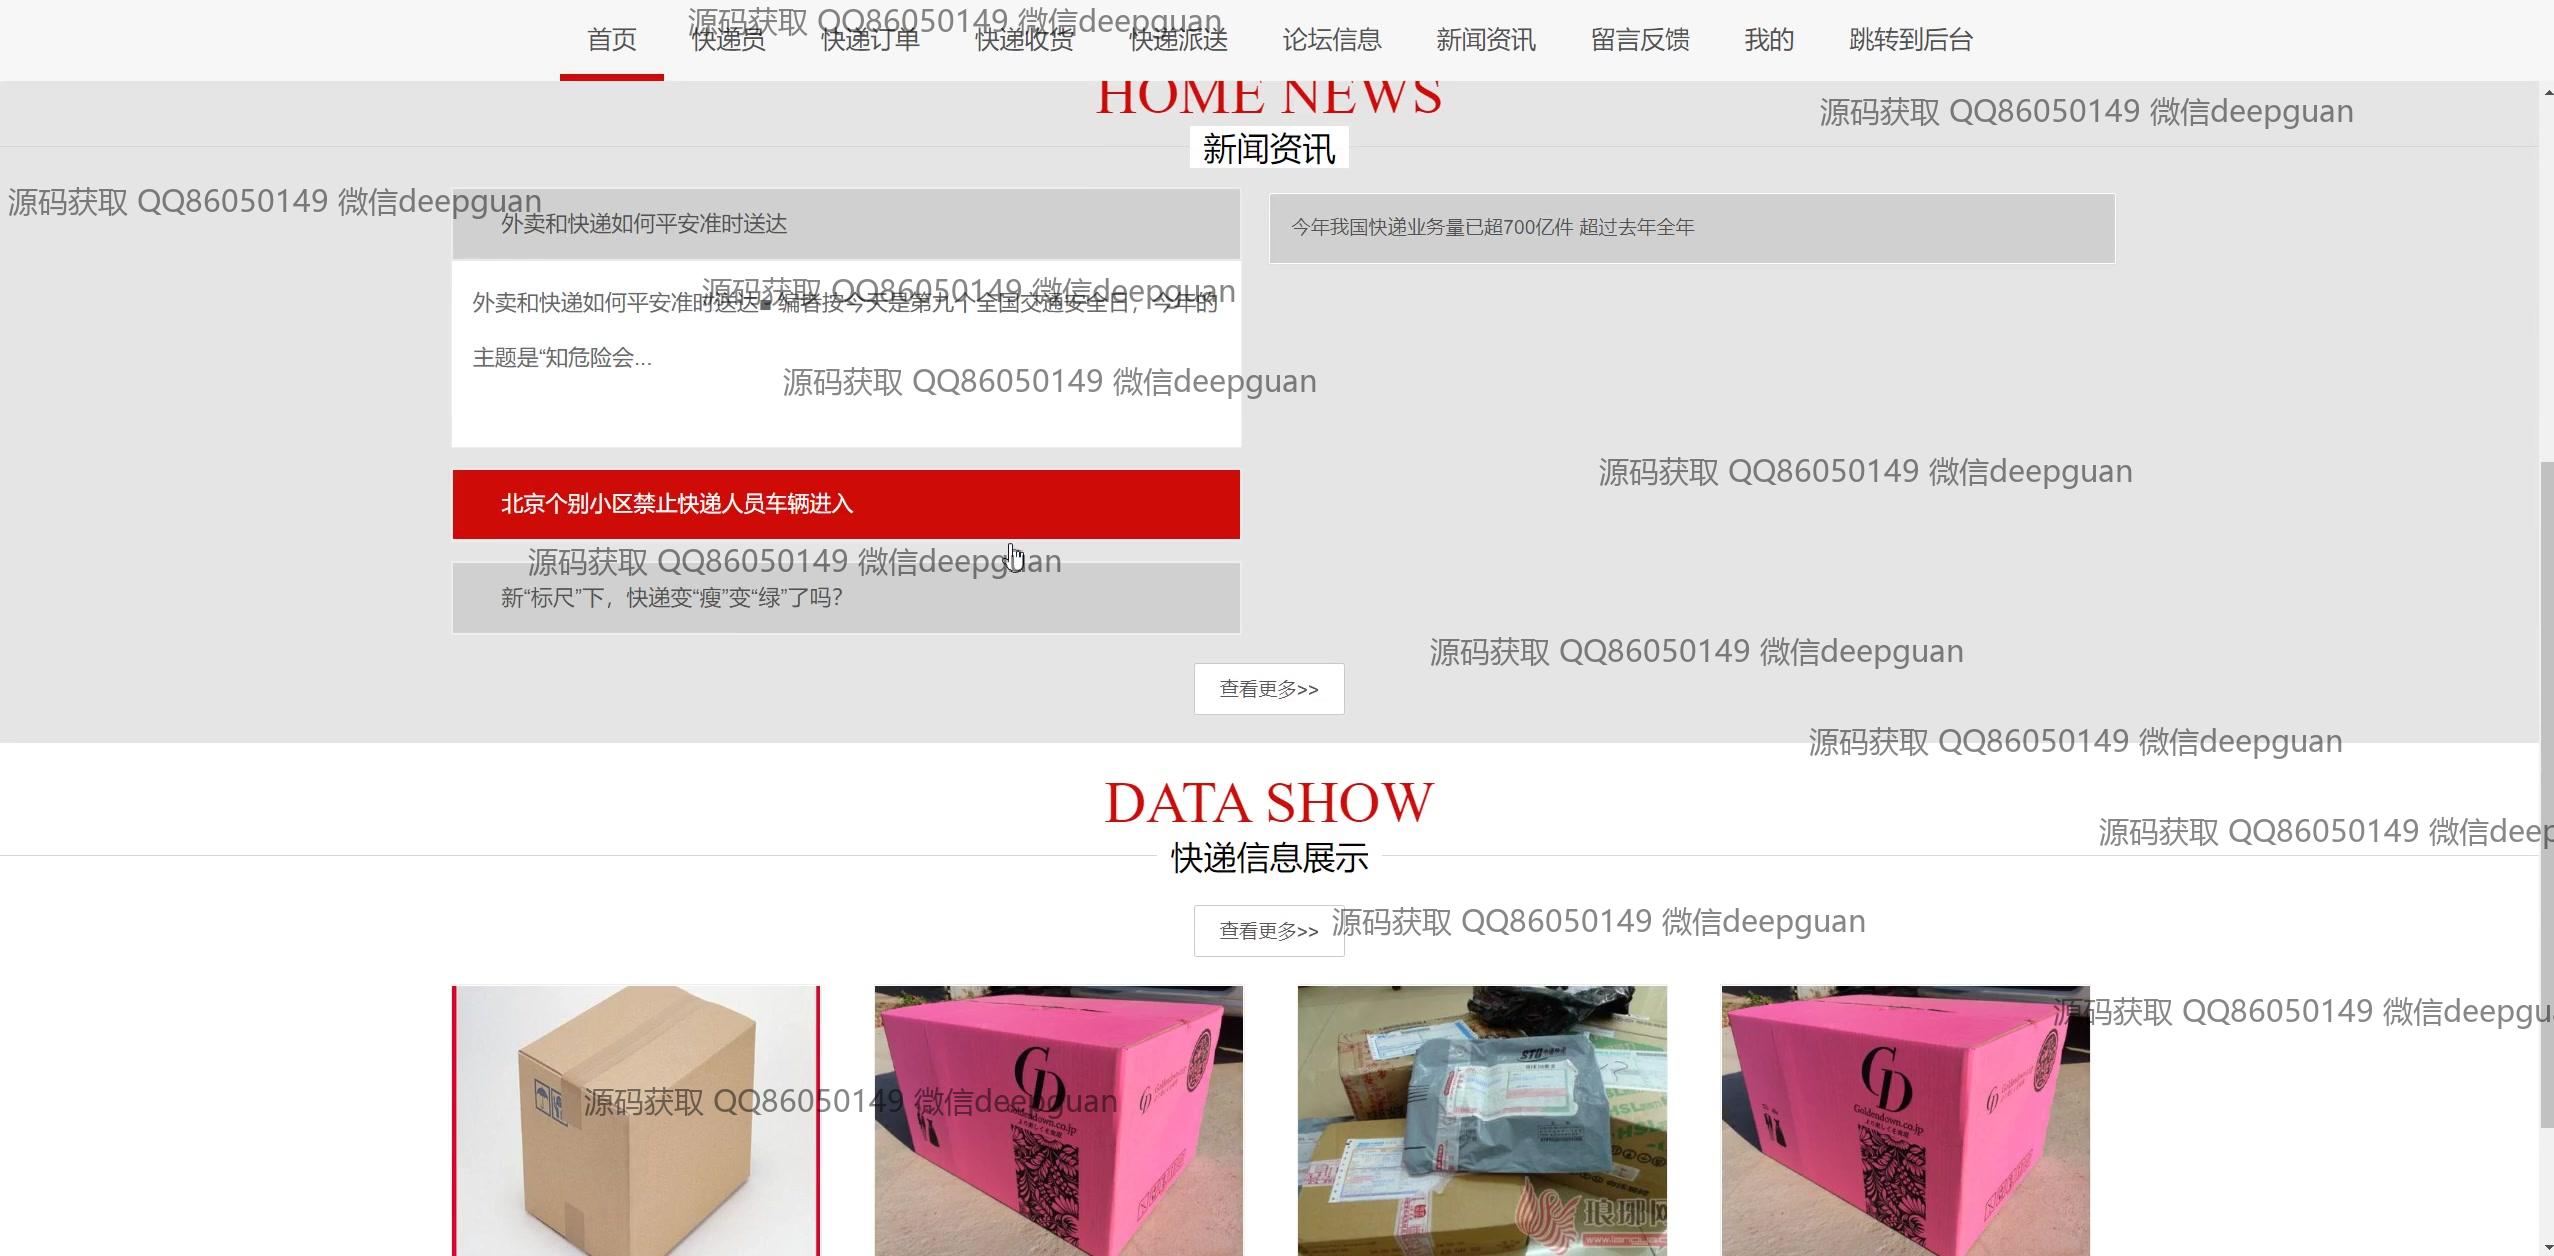 首页 快递员 快递订单 快递收货 快递派送 论坛信息 新闻资讯 留言反馈 我的 跳转到后台
源码获取 QQ86050149 微信deepguan
HOME NEWS
源码获取 QQ86050149 微信deepguan
新闻资讯
源码获取 QQ86050149 微信deepguan
外卖和快递如何平安准时送达
今年我国快递业务量已超700亿件 超过去年全年
源码获取 QQ86050149 微信deepguan
外卖和快递如何平安准时送达■ 编者按今天是第九个全国交通安全日，今年的
主题是“知危险会...
源码获取 QQ86050149 微信deepguan
源码获取 QQ86050149 微信deepguan
北京个别小区禁止快递人员车辆进入
源码获取 QQ86050149 微信deepguan
新“标尺”下，快递变“瘦”变“绿”了吗？
源码获取 QQ86050149 微信deepguan
查看更多>>
源码获取 QQ86050149 微信deepguan
DATA SHOW
源码获取 QQ86050149 微信deep
快递信息展示
查看更多>>
源码获取 QQ86050149 微信deepguan
源码获取 QQ86050149 微信deepgu
源码获取 QQ86050149 微信deepguan
GD
Goldendown.co.jp
STO
琅琊网
GD
Goldendown.co.jp